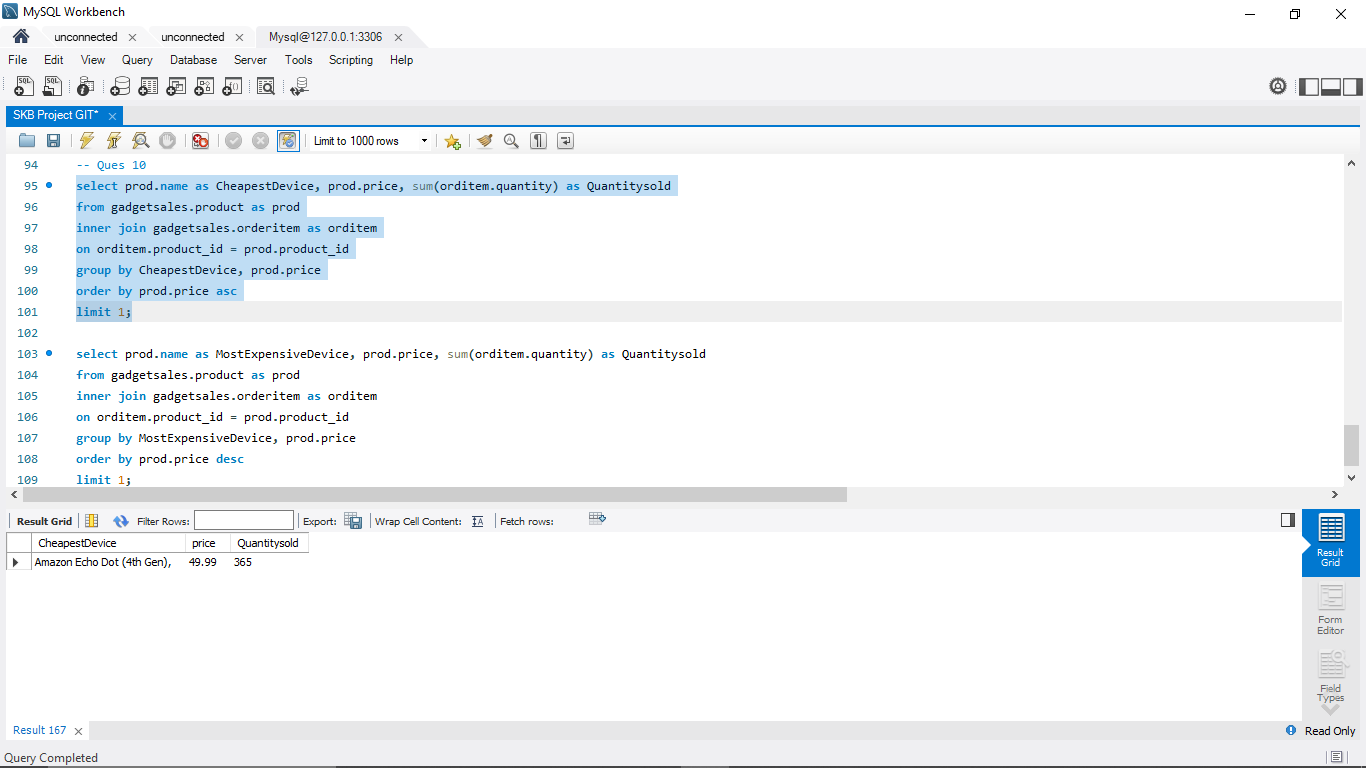 MySQL Workbench
unconnected unconnected Mysql@127.0.0.1:3306
File Edit View Query Database Server Tools Scripting Help
SKB Project GIT*
Limit to 1000 rows
94 -- Ques 10
95 select prod.name as CheapestDevice, prod.price, sum(orditem.quantity) as Quantitysold
96 from gadgetsales.product as prod
97 inner join gadgetsales.orderitem as orditem
98 on orditem.product_id = prod.product_id
99 group by CheapestDevice, prod.price
100 order by prod.price asc
101 limit 1;
102
103 select prod.name as MostExpensiveDevice, prod.price, sum(orditem.quantity) as Quantitysold
104 from gadgetsales.product as prod
105 inner join gadgetsales.orderitem as orditem
106 on orditem.product_id = prod.product_id
107 group by MostExpensiveDevice, prod.price
108 order by prod.price desc
109 limit 1;
Result Grid Filter Rows: Export: Wrap Cell Content: Fetch rows:
CheapestDevice price Quantitysold
Amazon Echo Dot (4th Gen), 49.99 365
Result
Grid
Form
Editor
Field
Types
Result 167 Read Only
Query Completed